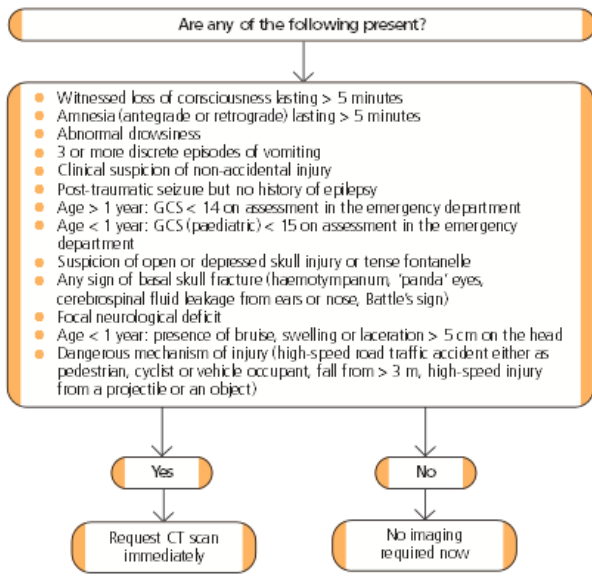 Are any of the following present?
Witnessed loss of consciousness lasting > 5 minutes
Amnesia (antegrade or retrograde) lasting > 5 minutes
Abnormal drowsiness
3 or more discrete episodes of vomiting
Clinical suspicion of non-accidental injury
Post-traumatic seizure but no history of epilepsy
Age > 1 year: GCS < 14 on assessment in the emergency department
Age < 1 year: GCS (paediatric) < 15 on assessment in the emergency
department
Suspicion of open or depressed skull injury or tense fontanelle
Any sign of basal skull fracture (haemotympanum, 'panda' eyes,
cerebrospinal fluid leakage from ears or nose, Battle's sign)
Focal neurological deficit
Age < 1 year: presence of bruise, swelling or laceration > 5 cm on the head
Dangerous mechanism of injury (high-speed road traffic accident either as
pedestrian, cyclist or vehicle occupant, fall from > 3 m, high-speed injury
from a projectile or an object)
Yes
No
Request CT scan
immediately
No imaging
required now